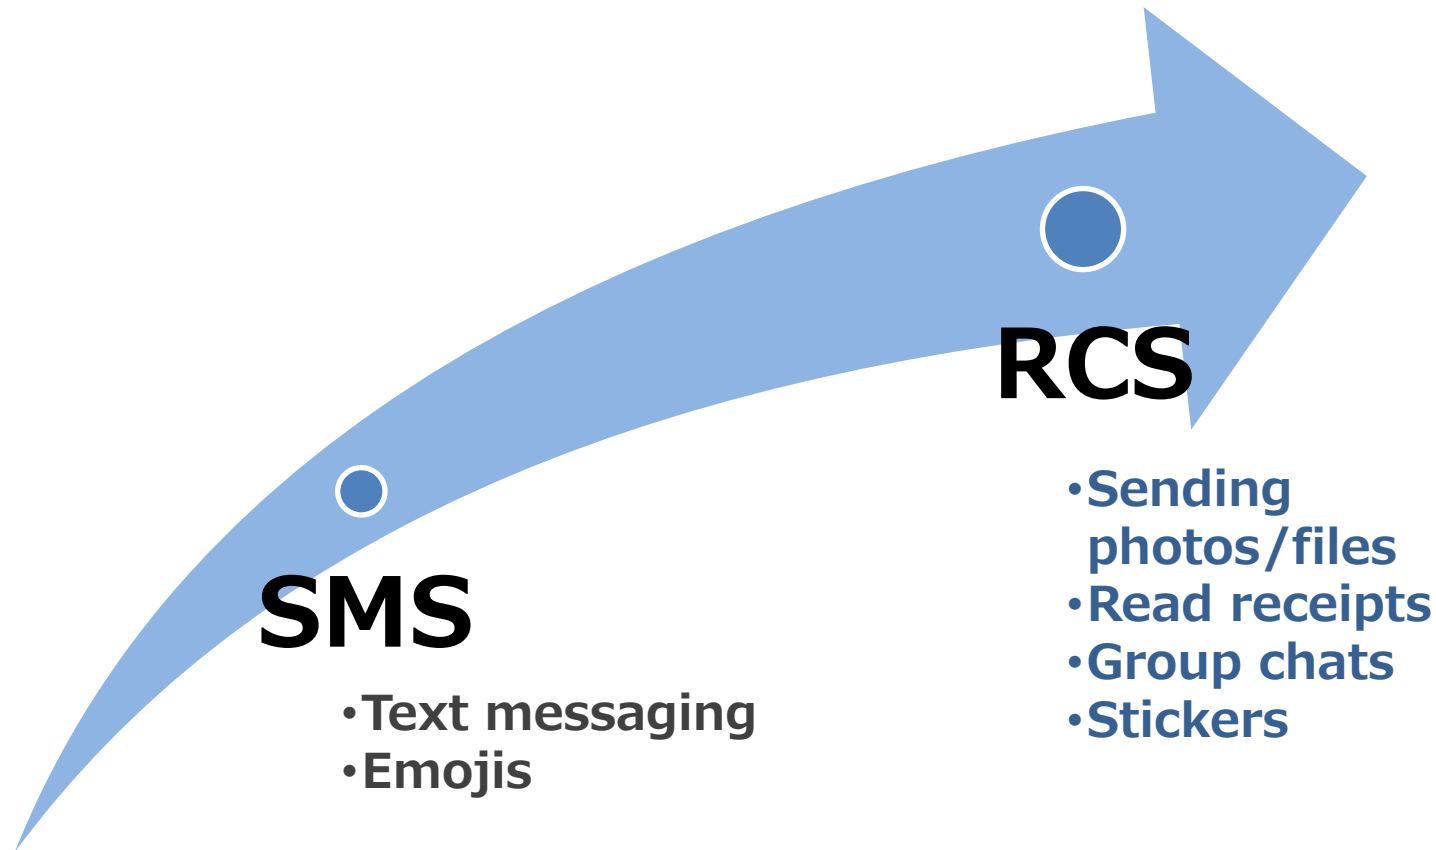 SMS
•Text messaging
•Emojis
RCS
•Sending
photos/files
•Read receipts
•Group chats
•Stickers